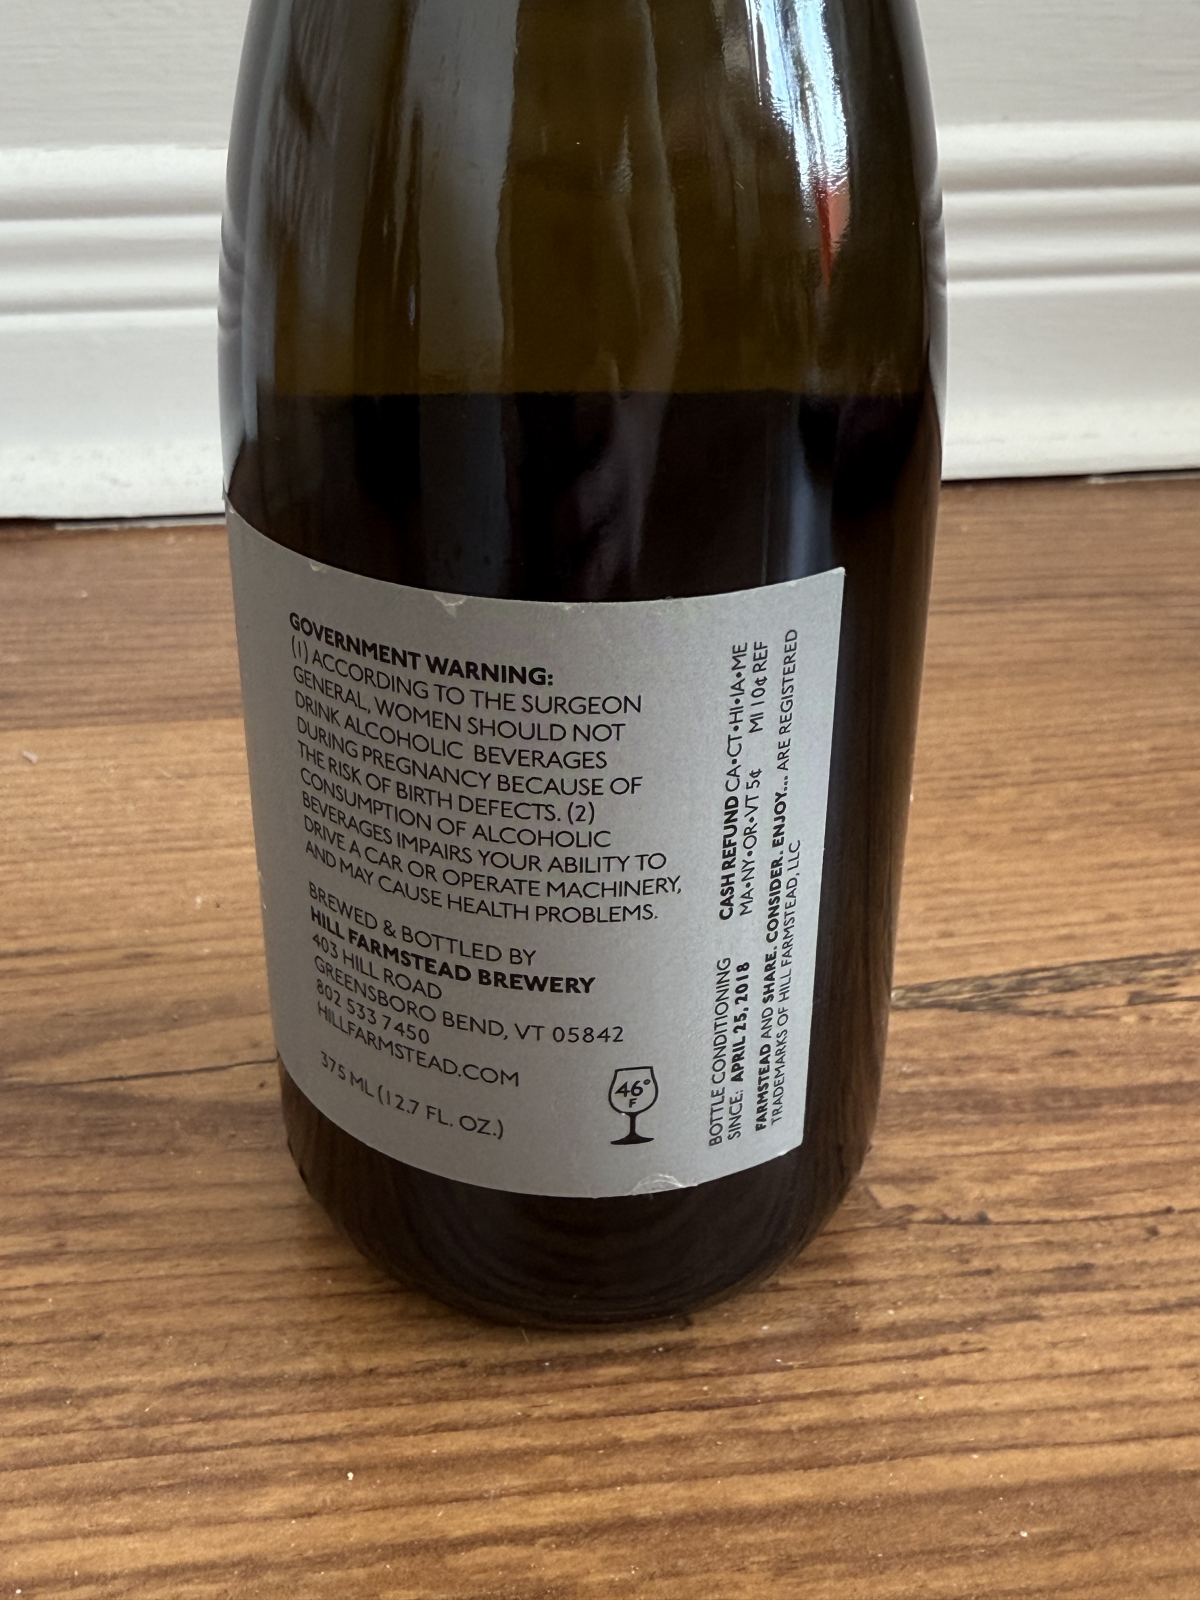 GOVERNMENT WARNING:
(1) ACCORDING TO THE SURGEON
GENERAL, WOMEN SHOULD NOT
DRINK ALCOHOLIC BEVERAGES
DURING PREGNANCY BECAUSE OF
THE RISK OF BIRTH DEFECTS. (2)
CONSUMPTION OF ALCOHOLIC
BEVERAGES IMPAIRS YOUR ABILITY TO
DRIVE A CAR OR OPERATE MACHINERY,
AND MAY CAUSE HEALTH PROBLEMS.
BREWED & BOTTLED BY
HILL FARMSTEAD BREWERY
403 HILL ROAD
GREENSBORO BEND, VT 05842
802 533 7450
HILLFARMSTEAD.COM
375 ML (12.7 FL. OZ.)
46°
F
BOTTLE CONDITIONING
SINCE: APRIL 25, 2018
CASH REFUND CA•CT•HI•IA•ME
MA•NY•OR•VT 5¢ MI 10¢ REF
FARMSTEAD AND SHARE. CONSIDER. ENJOY... ARE REGISTERED
TRADEMARKS OF HILL FARMSTEAD, LLC